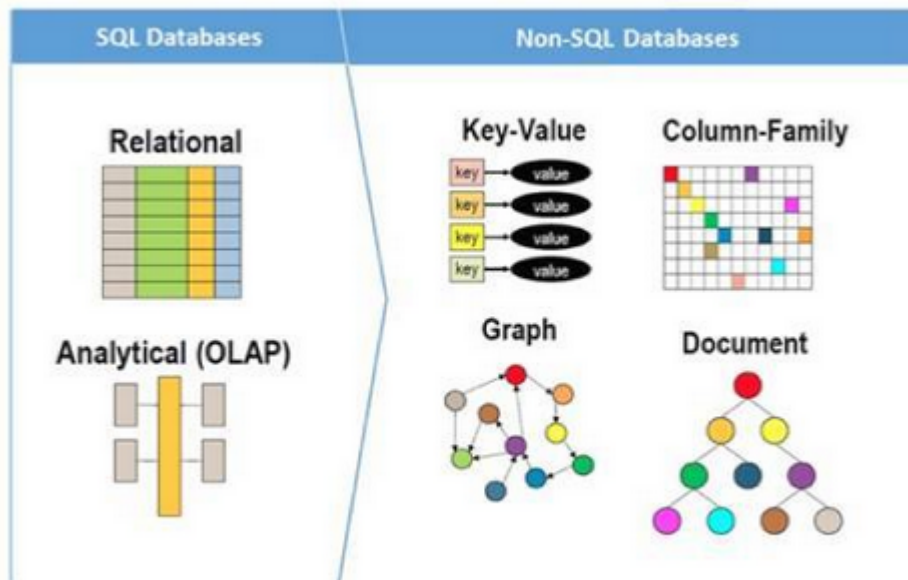 SQL Databases
Non-SQL Databases
Relational
Analytical (OLAP)
Key-Value
key value
key value
key value
key value
Column-Family
Graph
Document